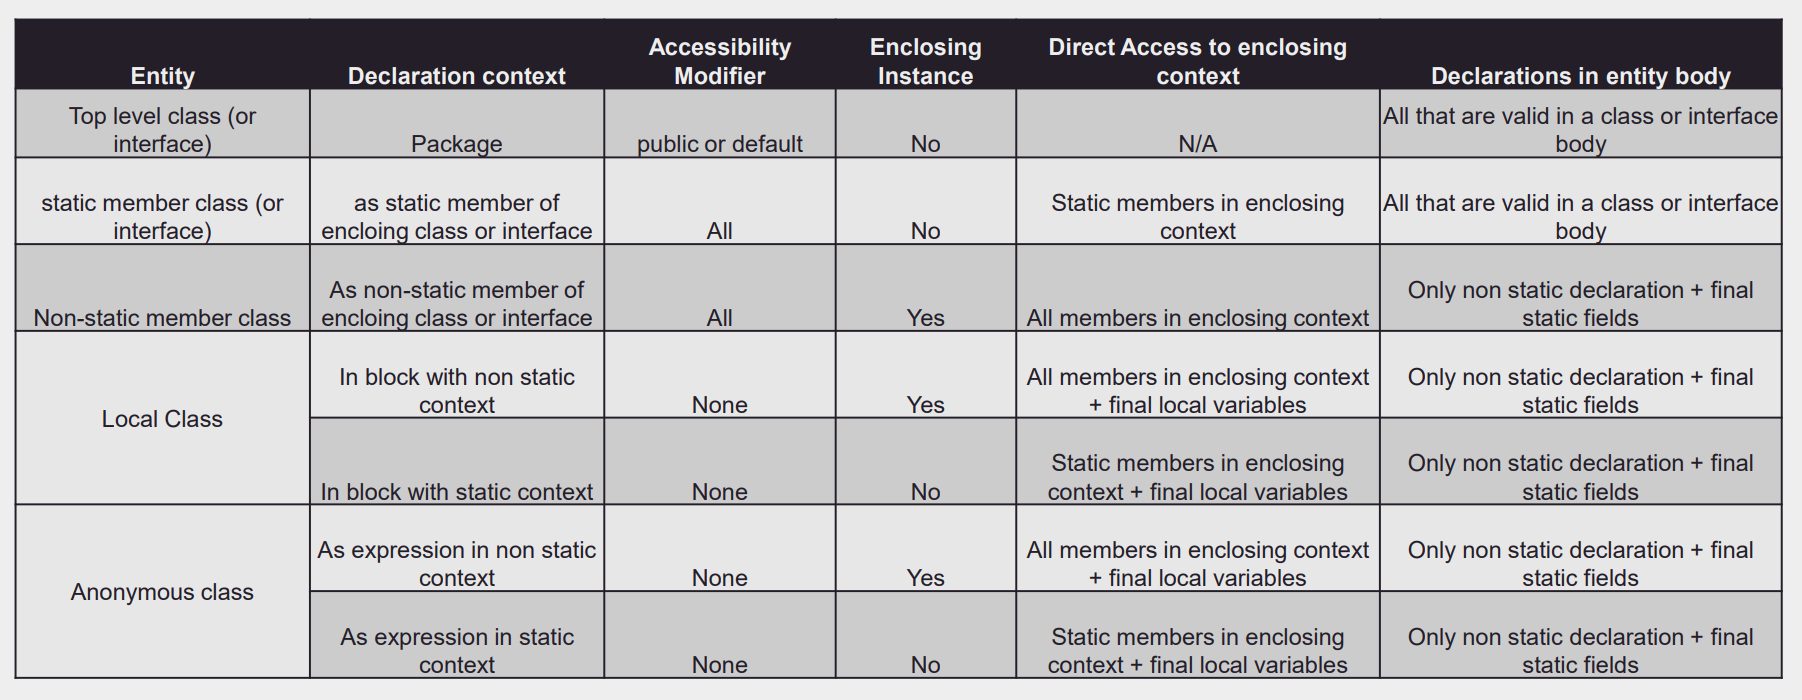 Entity
Declaration context
Accessibility
Modifier
Enclosing
Instance
Direct Access to enclosing
context
Declarations in entity body
Top level class (or
interface)
Package
public or default
No
N/A
All that are valid in a class or interface
body
static member class (or
interface)
as static member of
encloing class or interface
All
No
Static members in enclosing
context
All that are valid in a class or interface
body
Non-static member class
As non-static member of
encloing class or interface
All
Yes
All members in enclosing context
Only non static declaration + final
static fields
Local Class
In block with non static
context
None
Yes
All members in enclosing context
+ final local variables
Only non static declaration + final
static fields
In block with static context
None
No
Static members in enclosing
context + final local variables
Only non static declaration + final
static fields
Anonymous class
As expression in non static
context
None
Yes
All members in enclosing context
+ final local variables
Only non static declaration + final
static fields
As expression in static
context
None
No
Static members in enclosing
context + final local variables
Only non static declaration + final
static fields